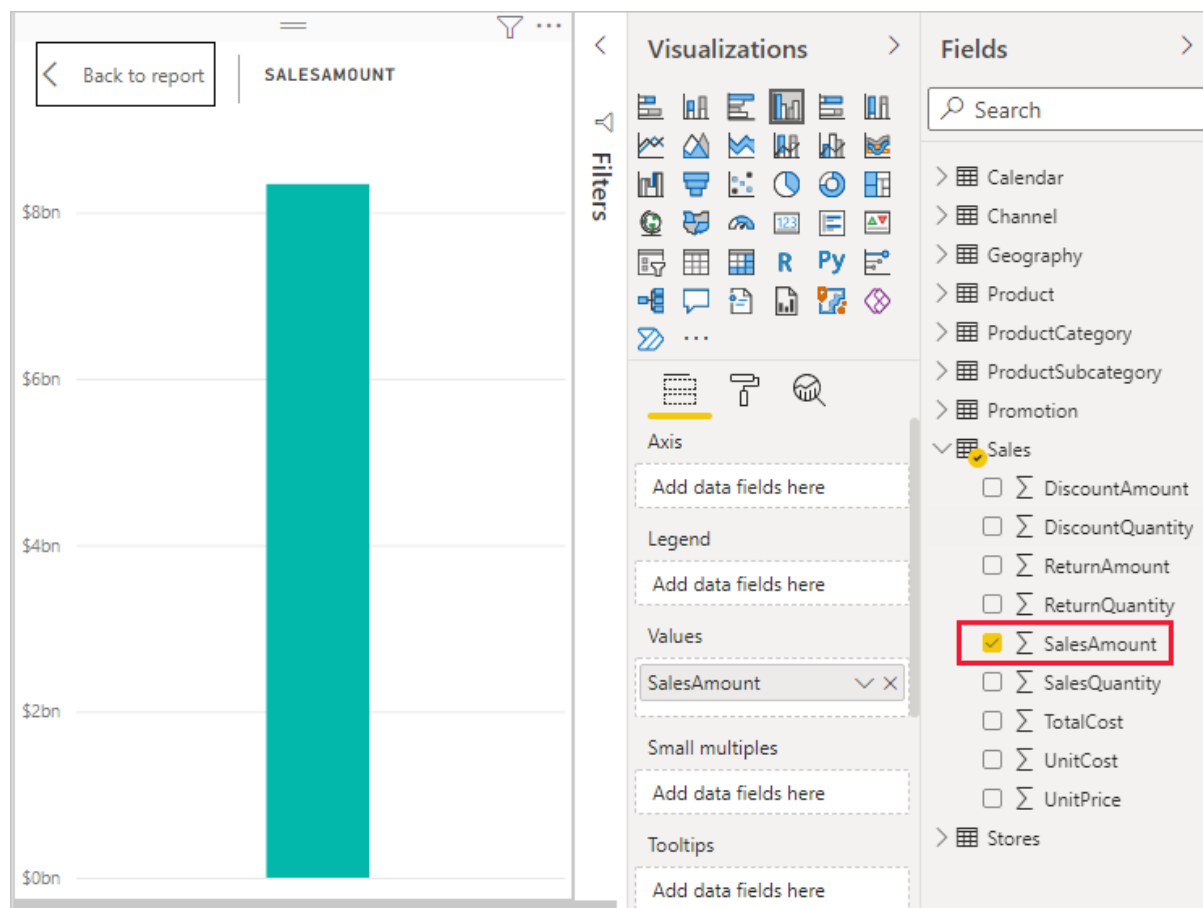 Back to report
SALESAMOUNT
$8bn
$6bn
$4bn
$2bn
$0bn
Filters
Visualizations
123
R
Py
Axis
Add data fields here
Legend
Add data fields here
Values
SalesAmount
Small multiples
Add data fields here
Tooltips
Add data fields here
Fields
Search
Calendar
Channel
Geography
Product
ProductCategory
ProductSubcategory
Promotion
Sales
∑ DiscountAmount
∑ DiscountQuantity
∑ ReturnAmount
∑ ReturnQuantity
∑ SalesAmount
∑ SalesQuantity
∑ TotalCost
∑ UnitCost
∑ UnitPrice
Stores